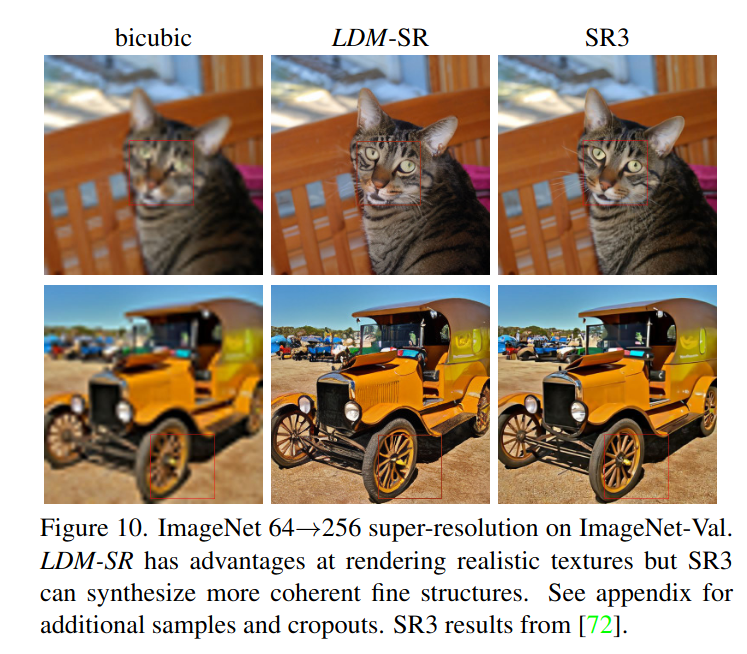 bicubic LDM-SR SR3
Figure 10. ImageNet 64→256 super-resolution on ImageNet-Val.
LDM-SR has advantages at rendering realistic textures but SR3
can synthesize more coherent fine structures. See appendix for
additional samples and cropouts. SR3 results from [72].